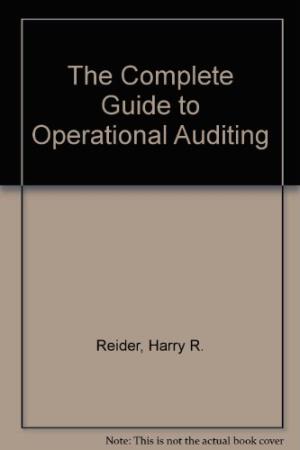 The Complete
Guide to
Operational Auditing
Reider, Harry R.
Note: This is not the actual book cover